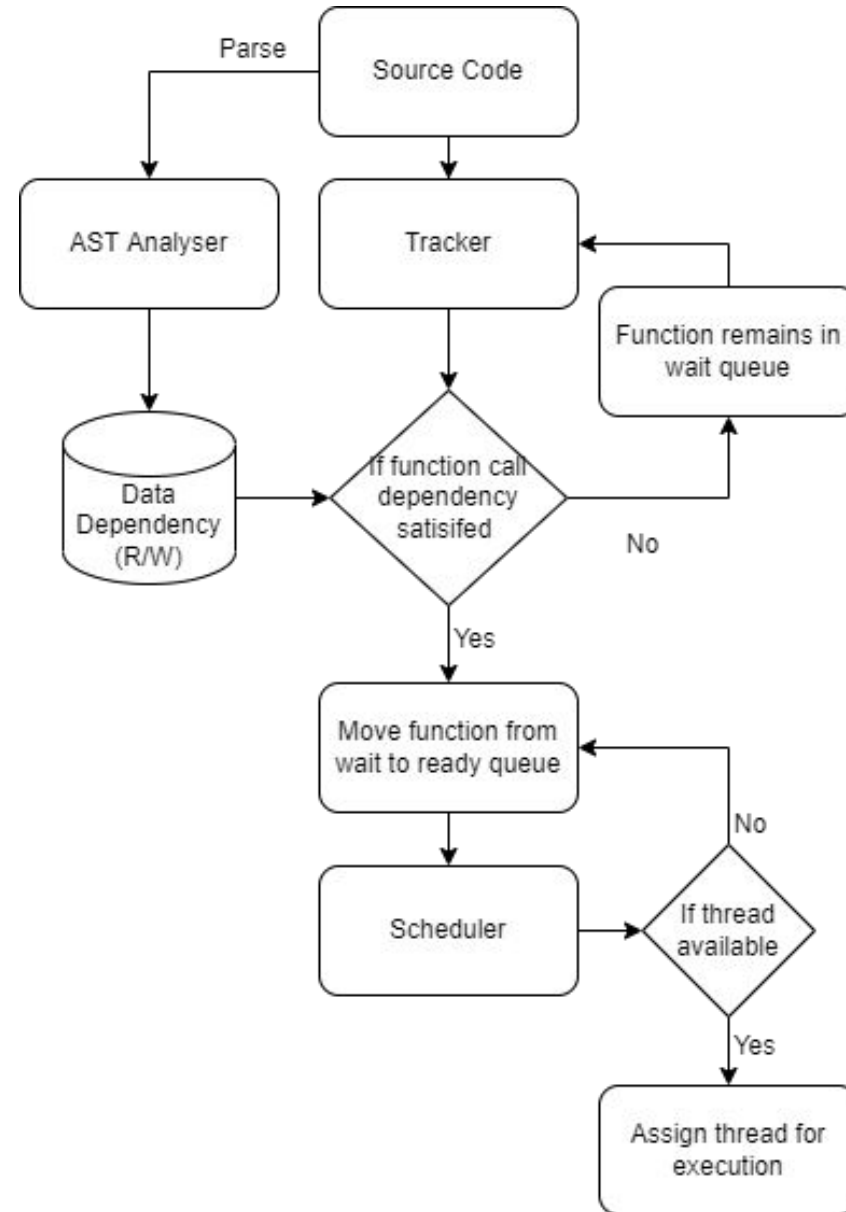 Parse
Source Code
AST Analyser
Tracker
Function remains in
wait queue
Data
Dependency
(R/W)
If function call
dependency
satisifed
No
Yes
Move function from
wait to ready queue
No
Scheduler
If thread
available
Yes
Assign thread for
execution